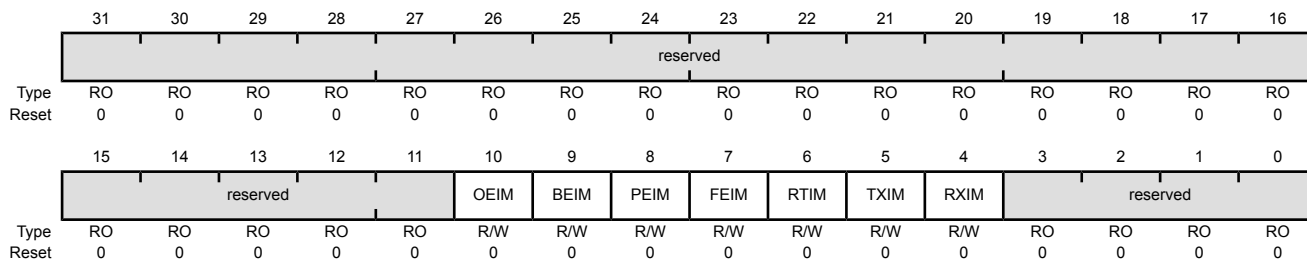 31 30 29 28 27 26 25 24 23 22 21 20 19 18 17 16
reserved
Type RO RO RO RO RO RO RO RO RO RO RO RO RO RO RO RO
Reset 0 0 0 0 0 0 0 0 0 0 0 0 0 0 0 0
15 14 13 12 11 10 9 8 7 6 5 4 3 2 1 0
reserved OEIM BEIM PEIM FEIM RTIM TXIM RXIM reserved
Type RO RO RO RO RO R/W R/W R/W R/W R/W R/W R/W RO RO RO RO
Reset 0 0 0 0 0 0 0 0 0 0 0 0 0 0 0 0